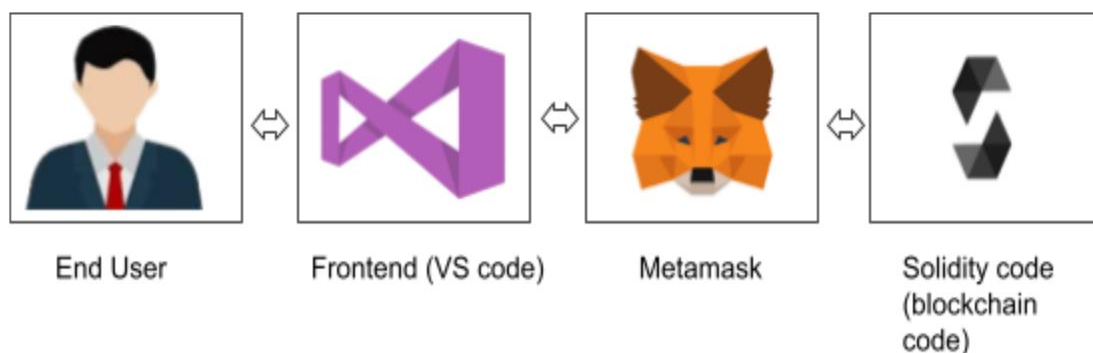 End User
Frontend (VS code)
Metamask
Solidity code
(blockchain
code)